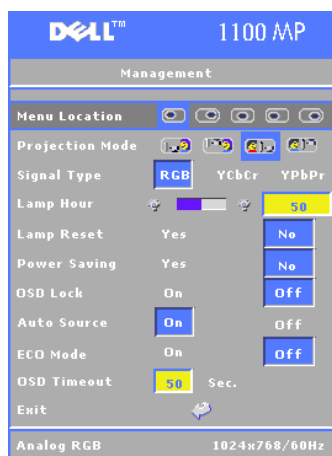 DELL™ 1100 MP
Management
Menu Location
Projection Mode
Signal Type RGB YCbCr YPbPr
Lamp Hour 50
Lamp Reset Yes No
Power Saving Yes No
OSD Lock On Off
Auto Source On Off
ECO Mode On Off
OSD Timeout 50 Sec.
Exit
Analog RGB 1024x768/60Hz